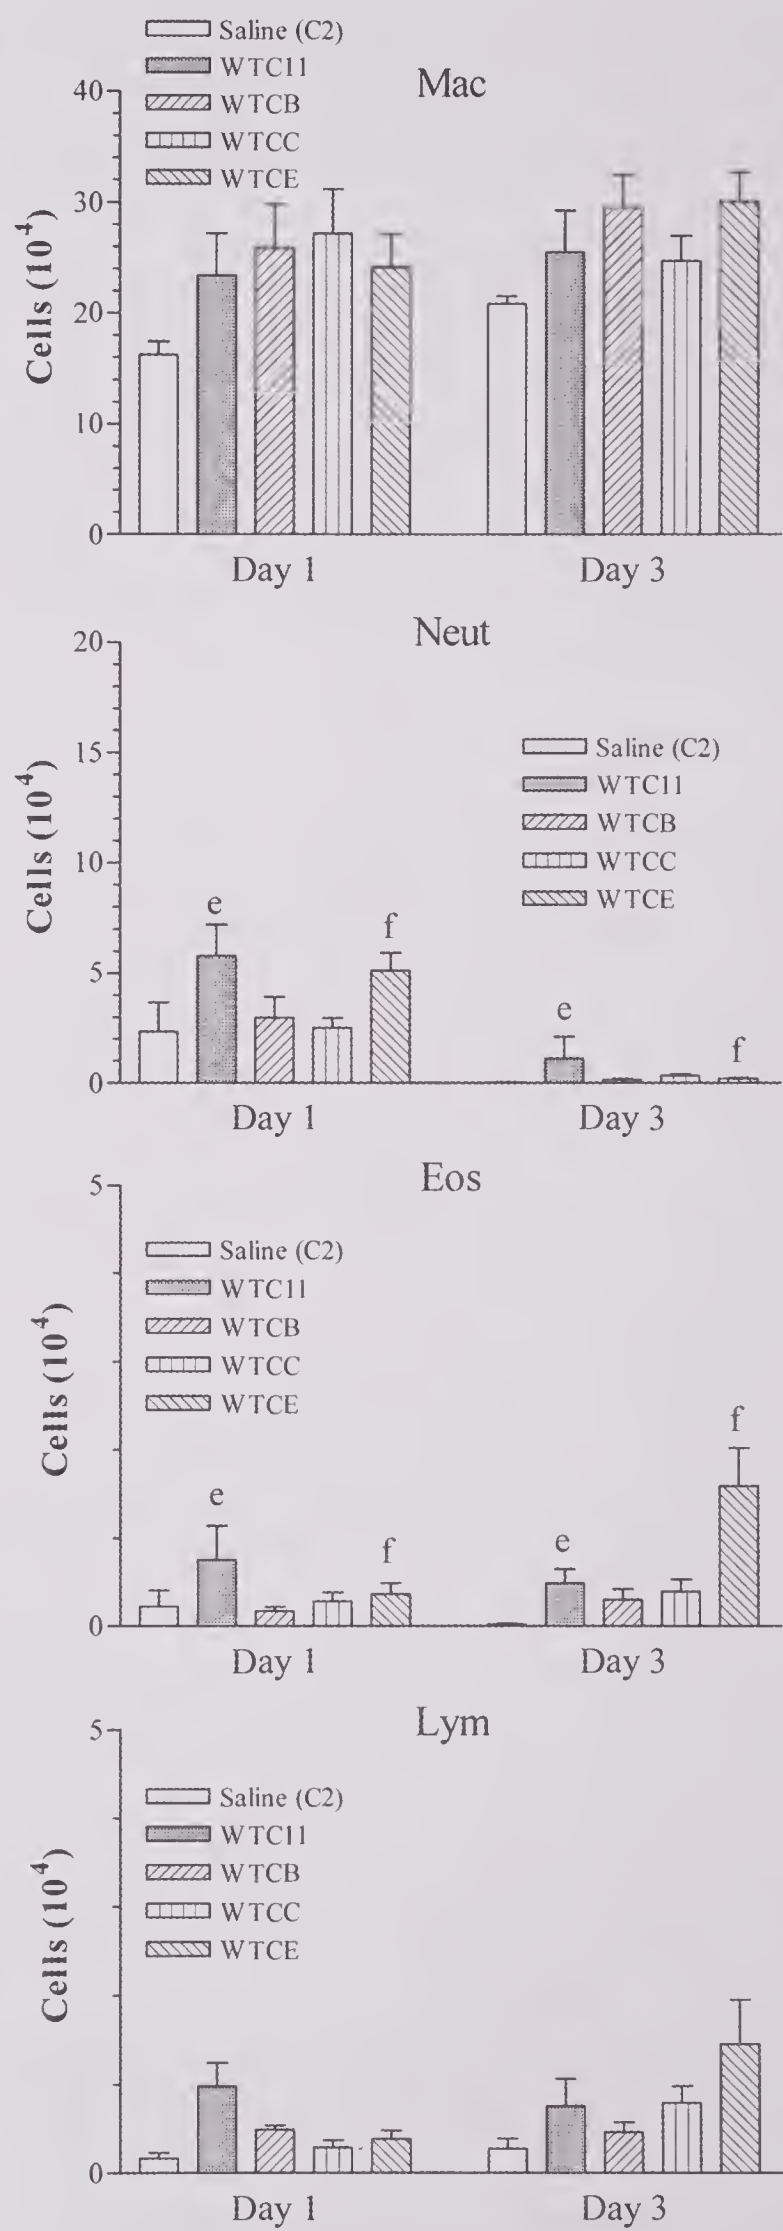 Saline (C2)
WTC11
WTCB
WTCC
WTCE
Mac
40
30
20
10
0
Cells (10⁴)
Day 1 Day 3
Neut
20
15
10
5
0
Cells (10⁴)
Saline (C2)
WTC11
WTCB
WTCC
WTCE
e f
e f
Day 1 Day 3
Eos
5
0
Cells (10⁴)
Saline (C2)
WTC11
WTCB
WTCC
WTCE
e f
e f
Day 1 Day 3
Lym
5
0
Cells (10⁴)
Saline (C2)
WTC11
WTCB
WTCC
WTCE
Day 1 Day 3